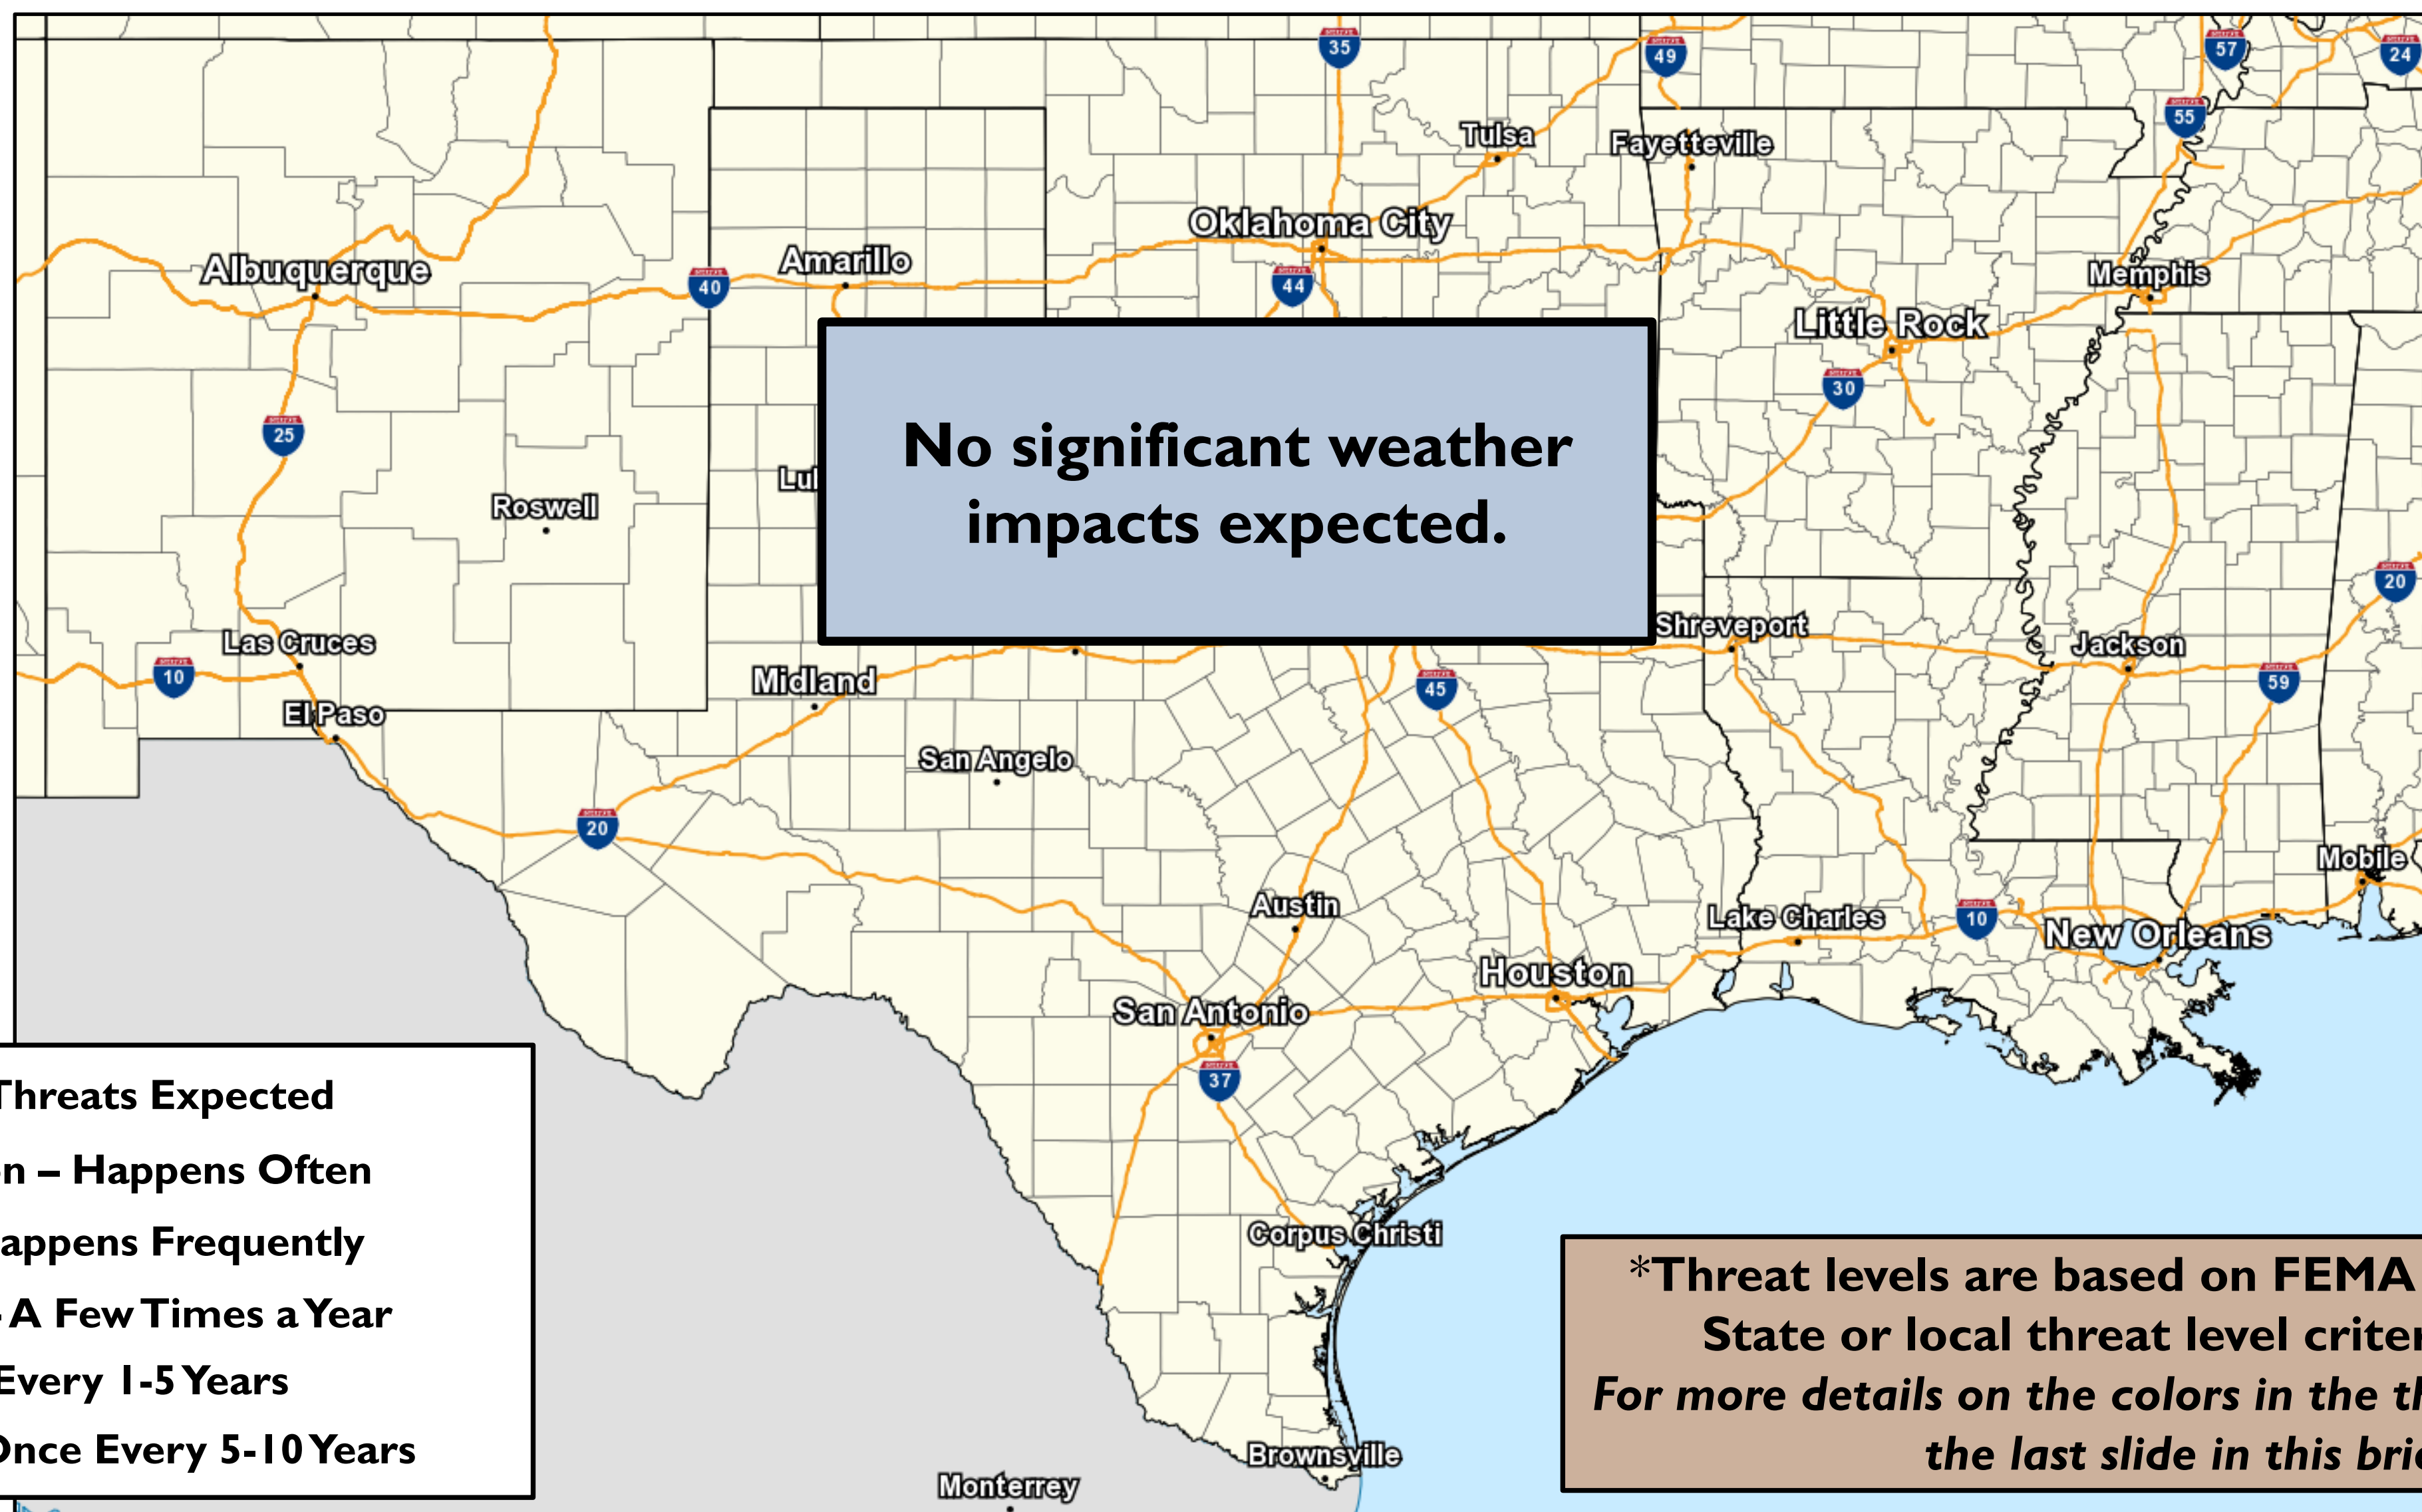 35
49
57
24
55
Tulsa
Fayetteville
Oklahoma City
Albuquerque
Amarillo
40
44
Memphis
Little Rock
30
25
No significant weather
impacts expected.
Roswell
20
Las Cruces
Shreveport
Jackson
10
Midland
45
59
El Paso
San Angelo
20
Mobile
Austin
Lake Charles
10
New Orleans
Houston
San Antonio
37
Threats Expected
n – Happens Often
appens Frequently
- A Few Times a Year
Every 1-5 Years
Once Every 5-10 Years
Corpus Christi
*Threat levels are based on FEMA
State or local threat level criter
For more details on the colors in the th
the last slide in this brie
Brownsville
Monterrey